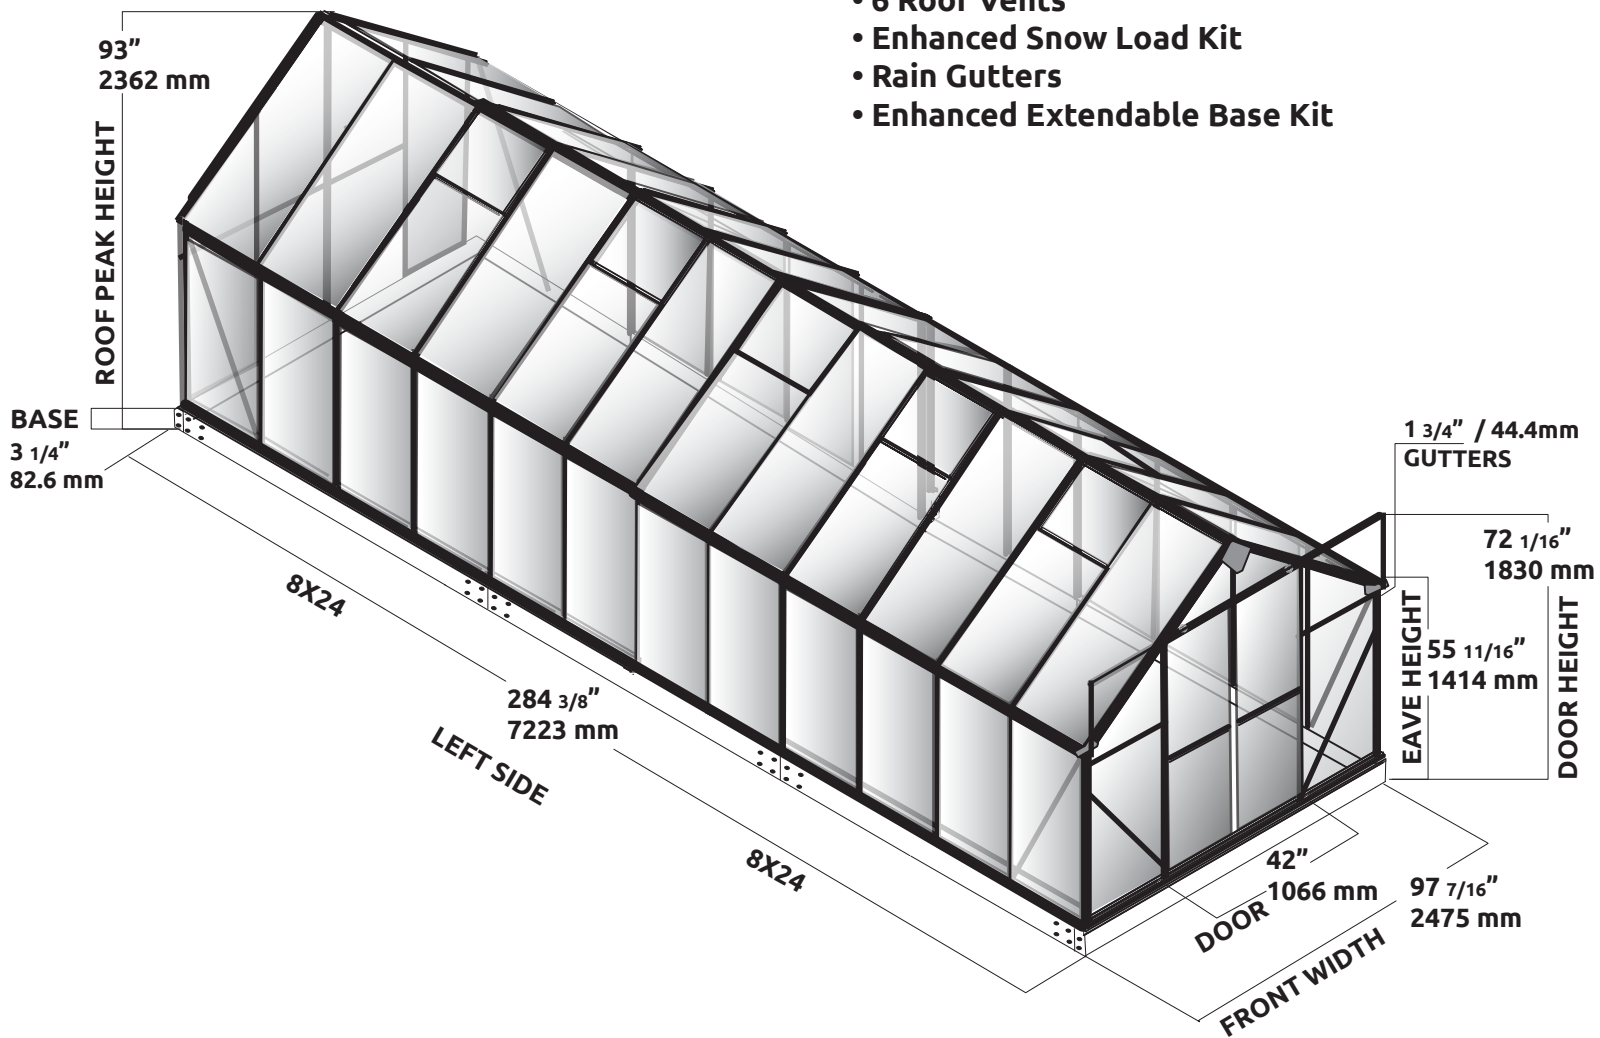 • 6 Roof Vents
• Enhanced Snow Load Kit
• Rain Gutters
• Enhanced Extendable Base Kit
93”
2362 mm
ROOF PEAK HEIGHT
BASE
3 1/4”
82.6 mm
1 3/4” / 44.4mm
GUTTERS
72 1/16”
1830 mm
DOOR HEIGHT
EAVE HEIGHT
55 11/16”
1414 mm
8X24
284 3/8”
7223 mm
LEFT SIDE
8X24
42”
1066 mm
DOOR
97 7/16”
2475 mm
FRONT WIDTH